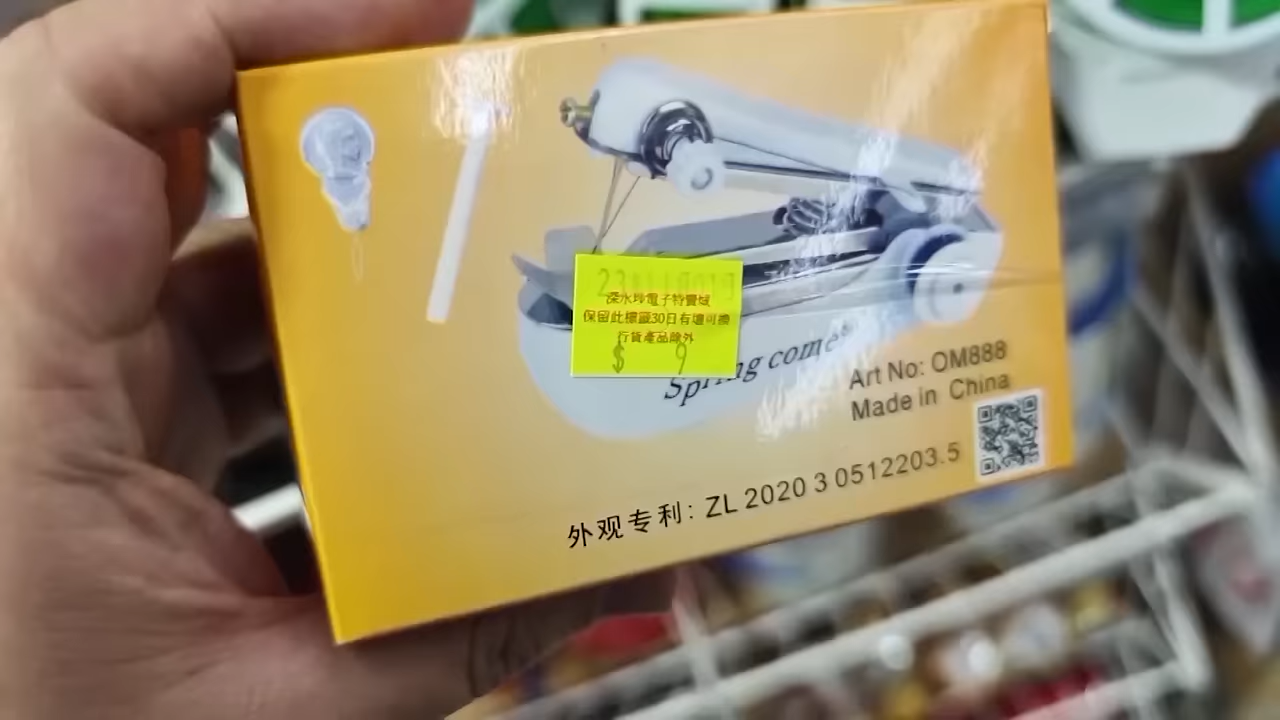 深水埗電子特賣城
保留此標籤30日有壞可換
行貨產品除外
$ 9
Spring comes
Art No: OM888
Made in China
外观专利: ZL 2020 3 0512203.5